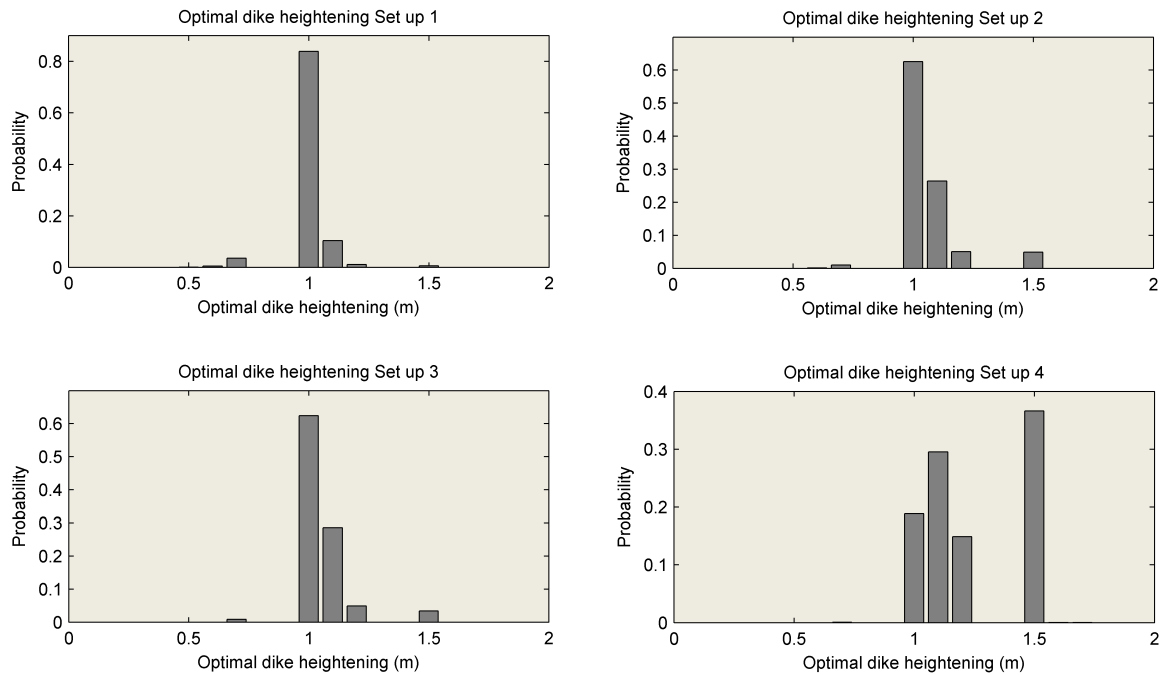 Optimal dike heightening Set up 1
Probability
0.8
0.6
0.4
0.2
0
0 0.5 1 1.5 2
Optimal dike heightening (m)
Optimal dike heightening Set up 2
Probability
0.6
0.5
0.4
0.3
0.2
0.1
0
0 0.5 1 1.5 2
Optimal dike heightening (m)
Optimal dike heightening Set up 3
Probability
0.6
0.5
0.4
0.3
0.2
0.1
0
0 0.5 1 1.5 2
Optimal dike heightening (m)
Optimal dike heightening Set up 4
Probability
0.4
0.3
0.2
0.1
0
0 0.5 1 1.5 2
Optimal dike heightening (m)